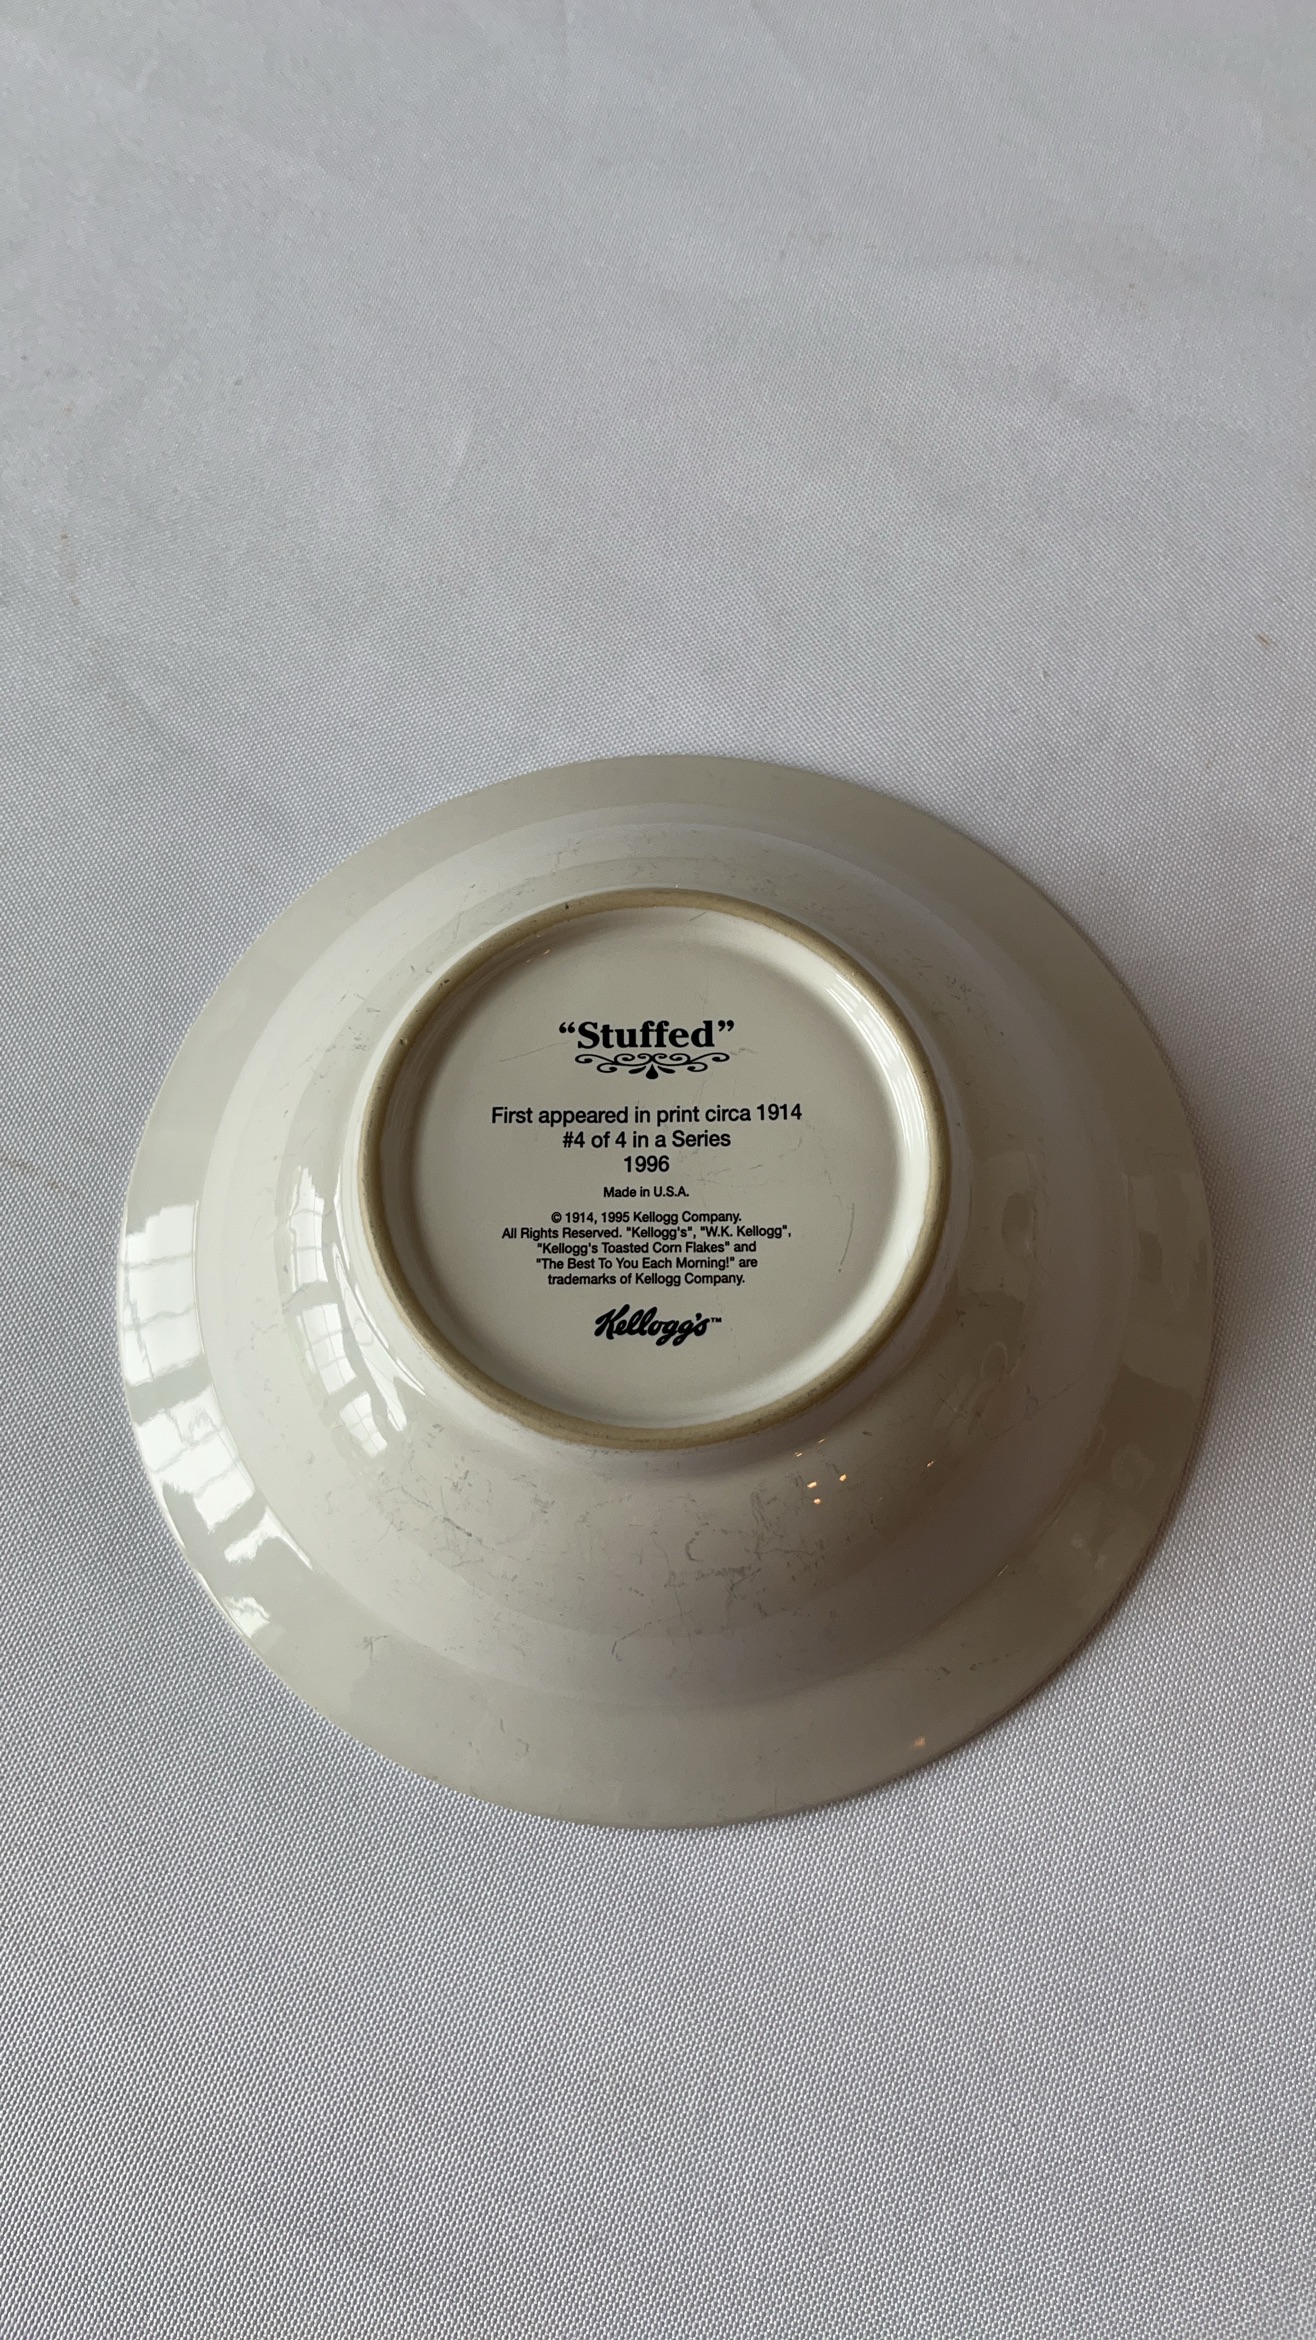 “Stuffed”
First appeared in print circa 1914
#4 of 4 in a Series
1996
Made in U.S.A.
© 1914, 1995 Kellogg Company.
All Rights Reserved. "Kellogg's", "W.K. Kellogg",
"Kellogg's Toasted Corn Flakes" and
"The Best To You Each Morning!" are
trademarks of Kellogg Company.
Kellogg's™